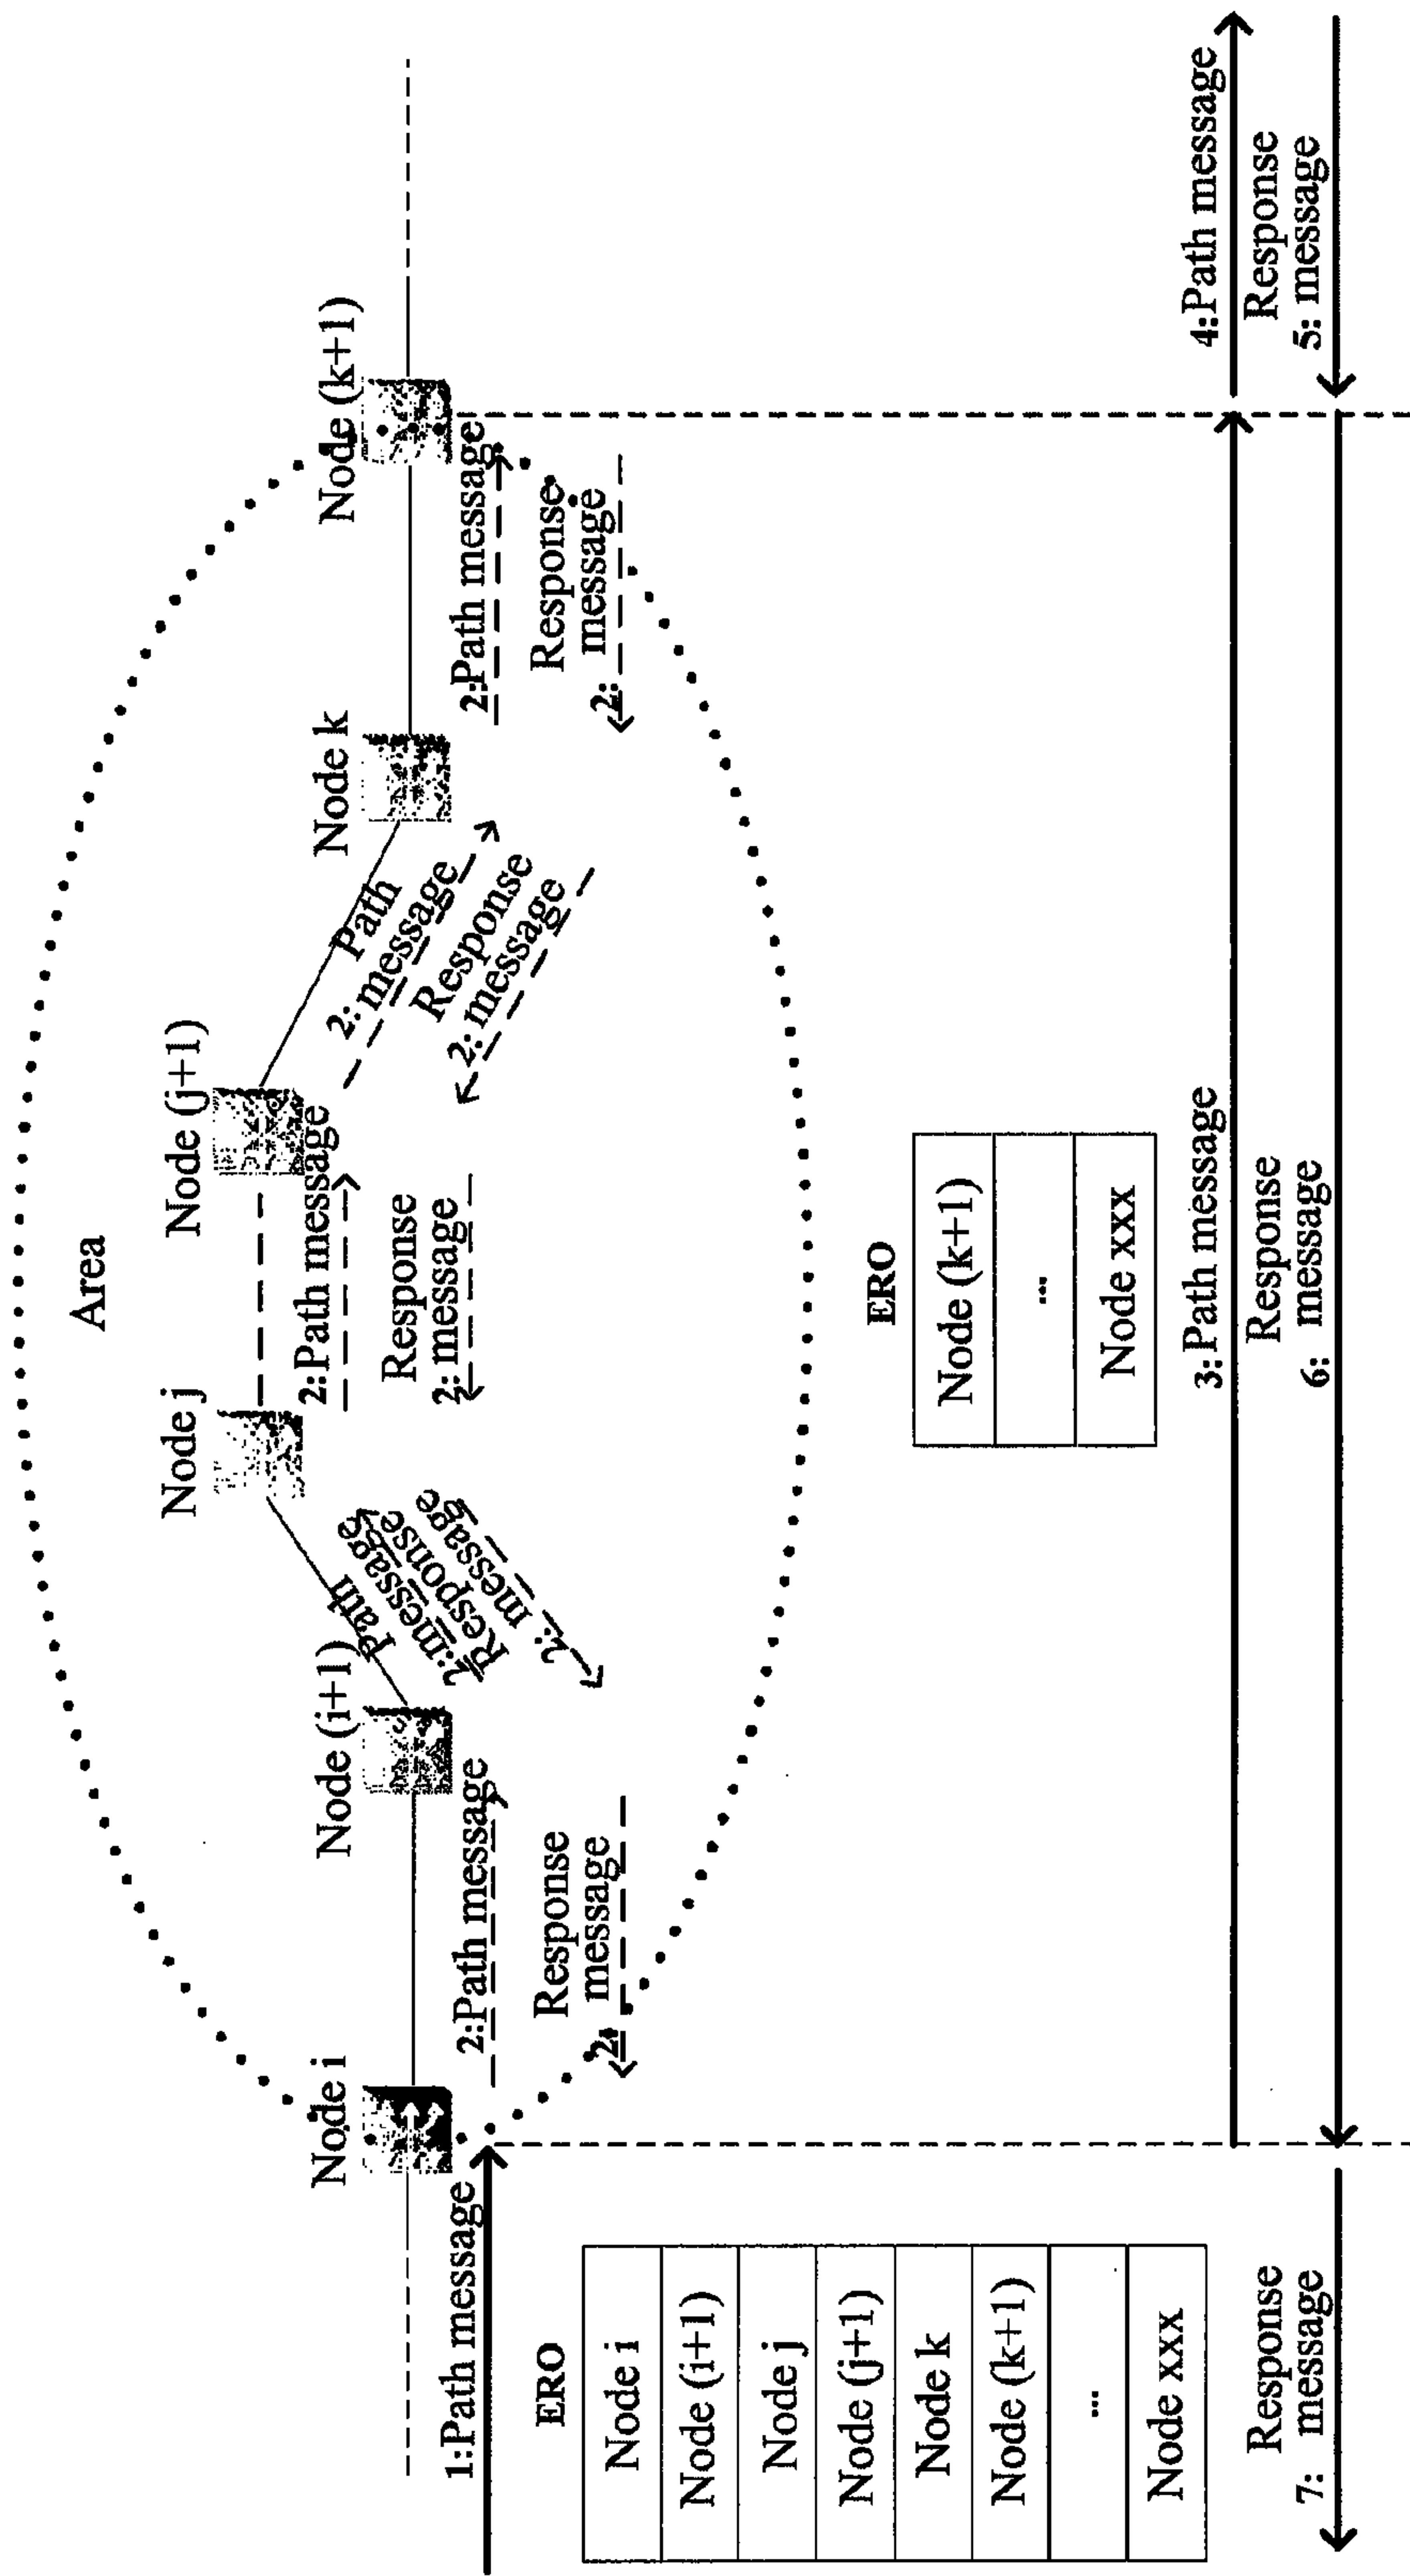 Area
Node i
Node (i+1)
Node j
Node (j+1)
Node k
Node (k+1)
1:Path message
2:Path message
Response
2: message
Path
2:message
Response
2: message
2:Path message
Response
2: message
Path
2: message
Response
2: message
2:Path message
Response
2: message
ERO
Node i
Node (i+1)
Node j
Node (j+1)
Node k
Node (k+1)
...
Node xxx
ERO
Node (k+1)
...
Node xxx
3:Path message
4:Path message
Response
5: message
Response
6: message
Response
7: message